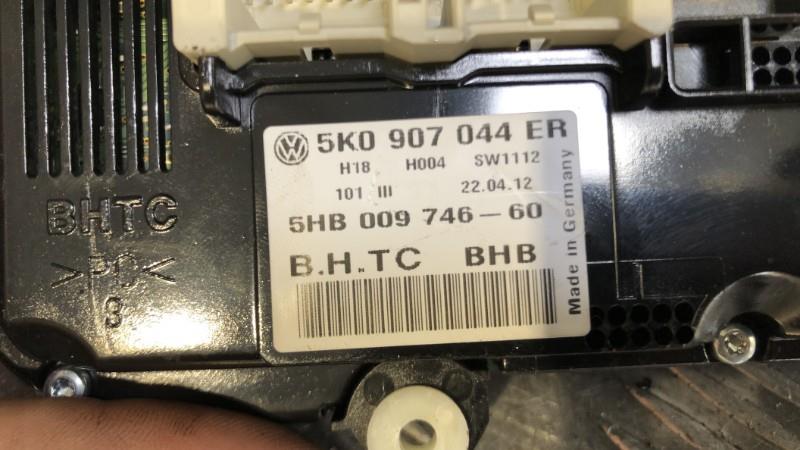 5K0 907 044 ER
H18 H004 SW1112
101 III 22.04.12
5HB 009 746-60
B.H.TC BHB
Made in Germany
BHTC
>PC<
8